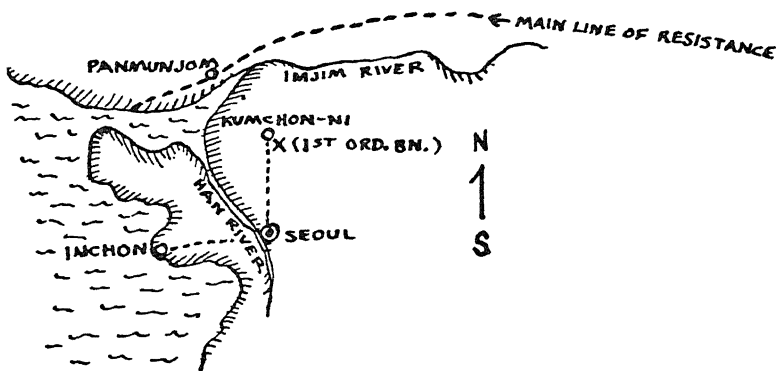 MAIN LINE OF RESISTANCE
PANMUNJOM
IMJIM RIVER
KUMCHON-NI
X (1ST ORD. BN.)
N
HAN RIVER
SEOUL
S
INCHON